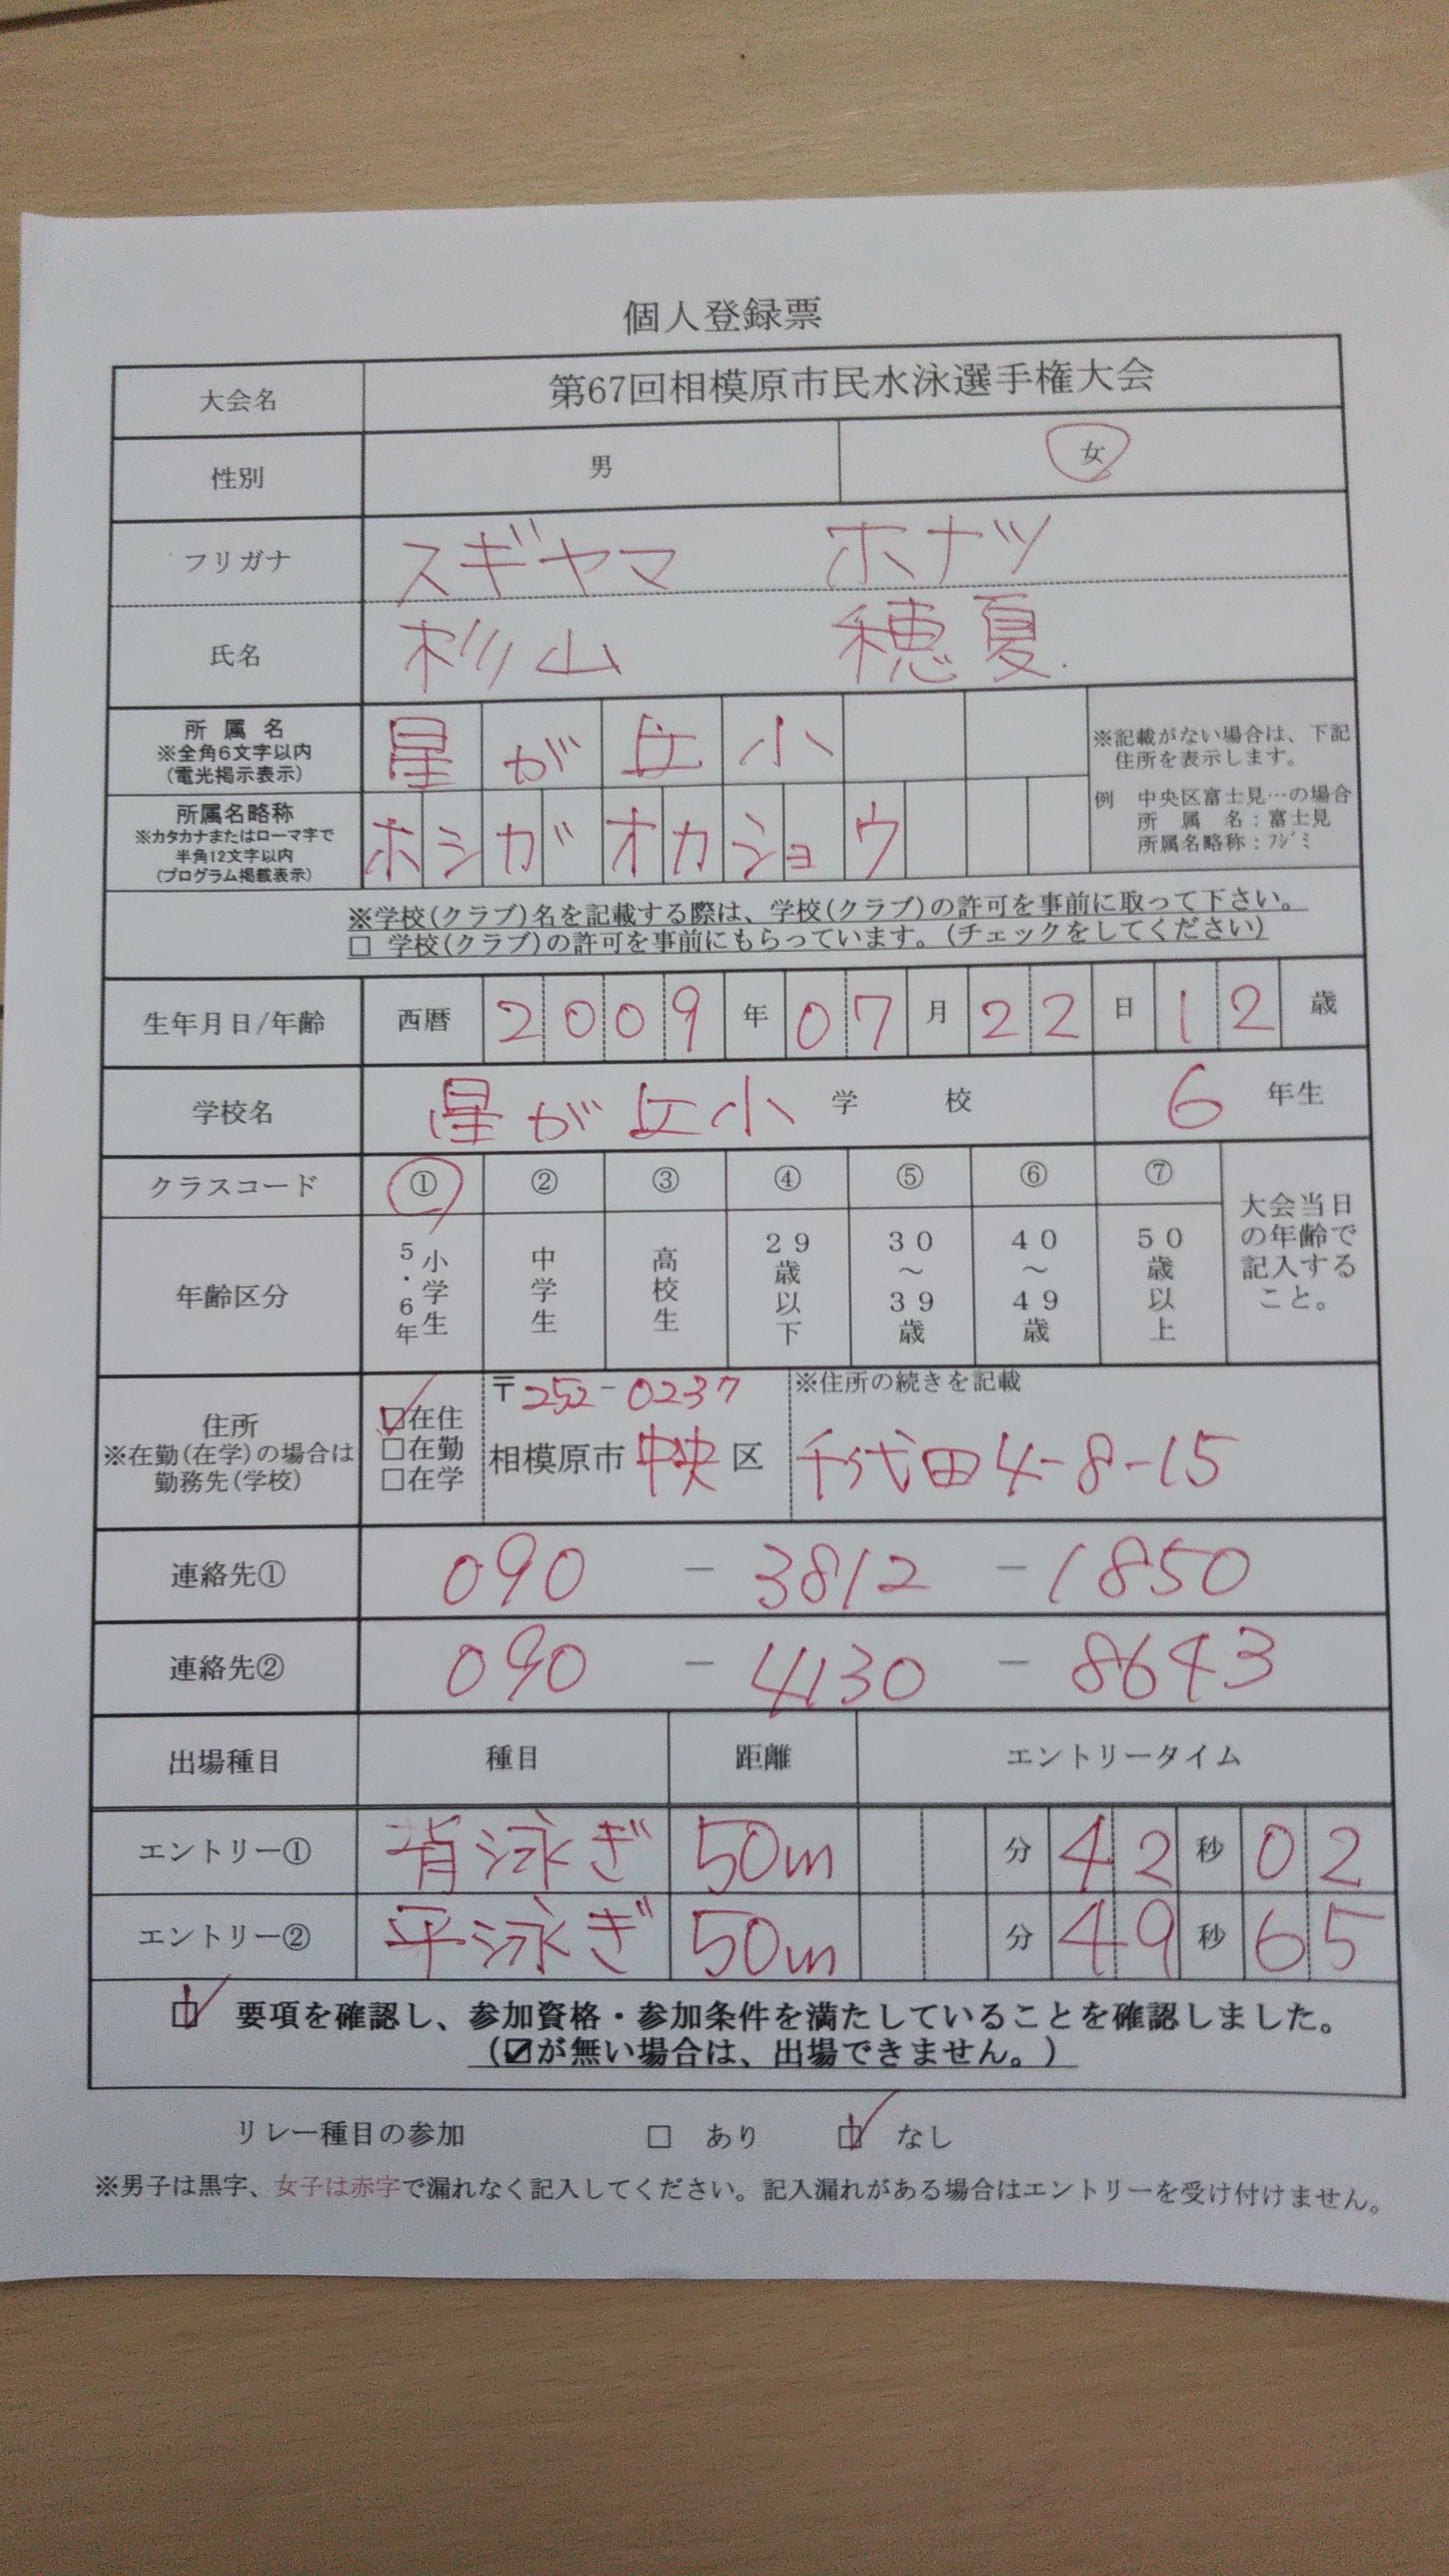 個人登録票
大会名 第67回相模原市民水泳選手権大会
性別 男 女
フリガナ スギヤマ ホナツ
氏名 杉山 穂夏
所属名 星が丘小
※全角6文字以内
(電光掲示表示)
※記載がない場合は、下記
住所を表示します。
所属名略称 ホシガオカショウ
※カタカナまたはローマ字で
半角12文字以内
(プログラム掲載表示)
例 中央区富士見…の場合
所属名:富士見
所属名略称:ﾌｼﾞﾐ
※学校(クラブ)名を記載する際は、学校(クラブ)の許可を事前に取って下さい。
□ 学校(クラブ)の許可を事前にもらっています。(チェックをしてください)
生年月日/年齢 西暦 2009年07月22日12歳
学校名 星が丘小学校 6年生
クラスコード ① ② ③ ④ ⑤ ⑥ ⑦
年齢区分 小学生5・6年 中学生 高校生 29歳以下 30～39歳 40～49歳 50歳以上
大会当日
の年齢で
記入する
こと。
住所
※在勤(在学)の場合は
勤務先(学校)
☑在住
□在勤
□在学
〒252-0237
相模原市中央区
※住所の続きを記載
千代田4-8-15
連絡先① 090 - 3812 - 1850
連絡先② 090 - 4130 - 8643
出場種目 種目 距離 エントリータイム
エントリー① 背泳ぎ 50m 分42秒02
エントリー② 平泳ぎ 50m 分49秒65
☑ 要項を確認し、参加資格・参加条件を満たしていることを確認しました。
(☑が無い場合は、出場できません。)
リレー種目の参加 □ あり ☑ なし
※男子は黒字、女子は赤字で漏れなく記入してください。記入漏れがある場合はエントリーを受け付けません。